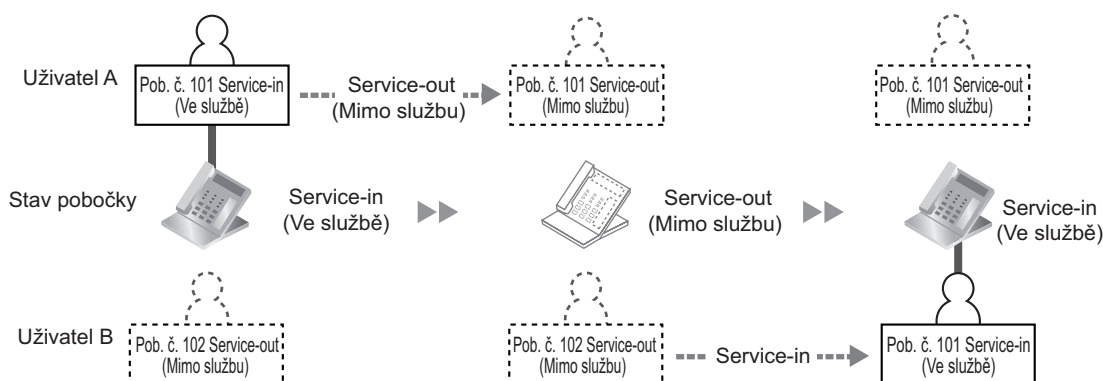 Uživatel A
Pob. č. 101 Service-in
(Ve službě)
Service-out
(Mimo službu)
Pob. č. 101 Service-out
(Mimo službu)
Pob. č. 101 Service-out
(Mimo službu)
Stav pobočky
Service-in
(Ve službě)
Service-out
(Mimo službu)
Service-in
(Ve službě)
Uživatel B
Pob. č. 102 Service-out
(Mimo službu)
Pob. č. 102 Service-out
(Mimo službu)
Service-in
Pob. č. 101 Service-in
(Ve službě)